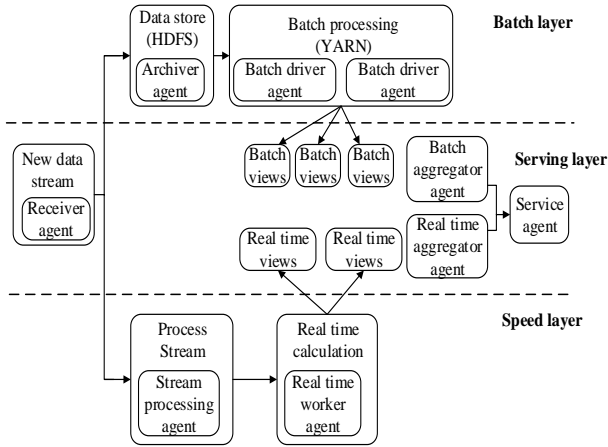 Data store
(HDFS)
Archiver
agent
Batch processing
(YARN)
Batch driver
agent
Batch driver
agent
Batch layer
New data
stream
Receiver
agent
Batch
views
Batch
views
Batch
views
Batch
aggregator
agent
Serving layer
Service
agent
Real time
views
Real time views
Real time
aggregator
agent
Speed layer
Process
Stream
Stream
processing
agent
Real time
calculation
Real time
worker
agent